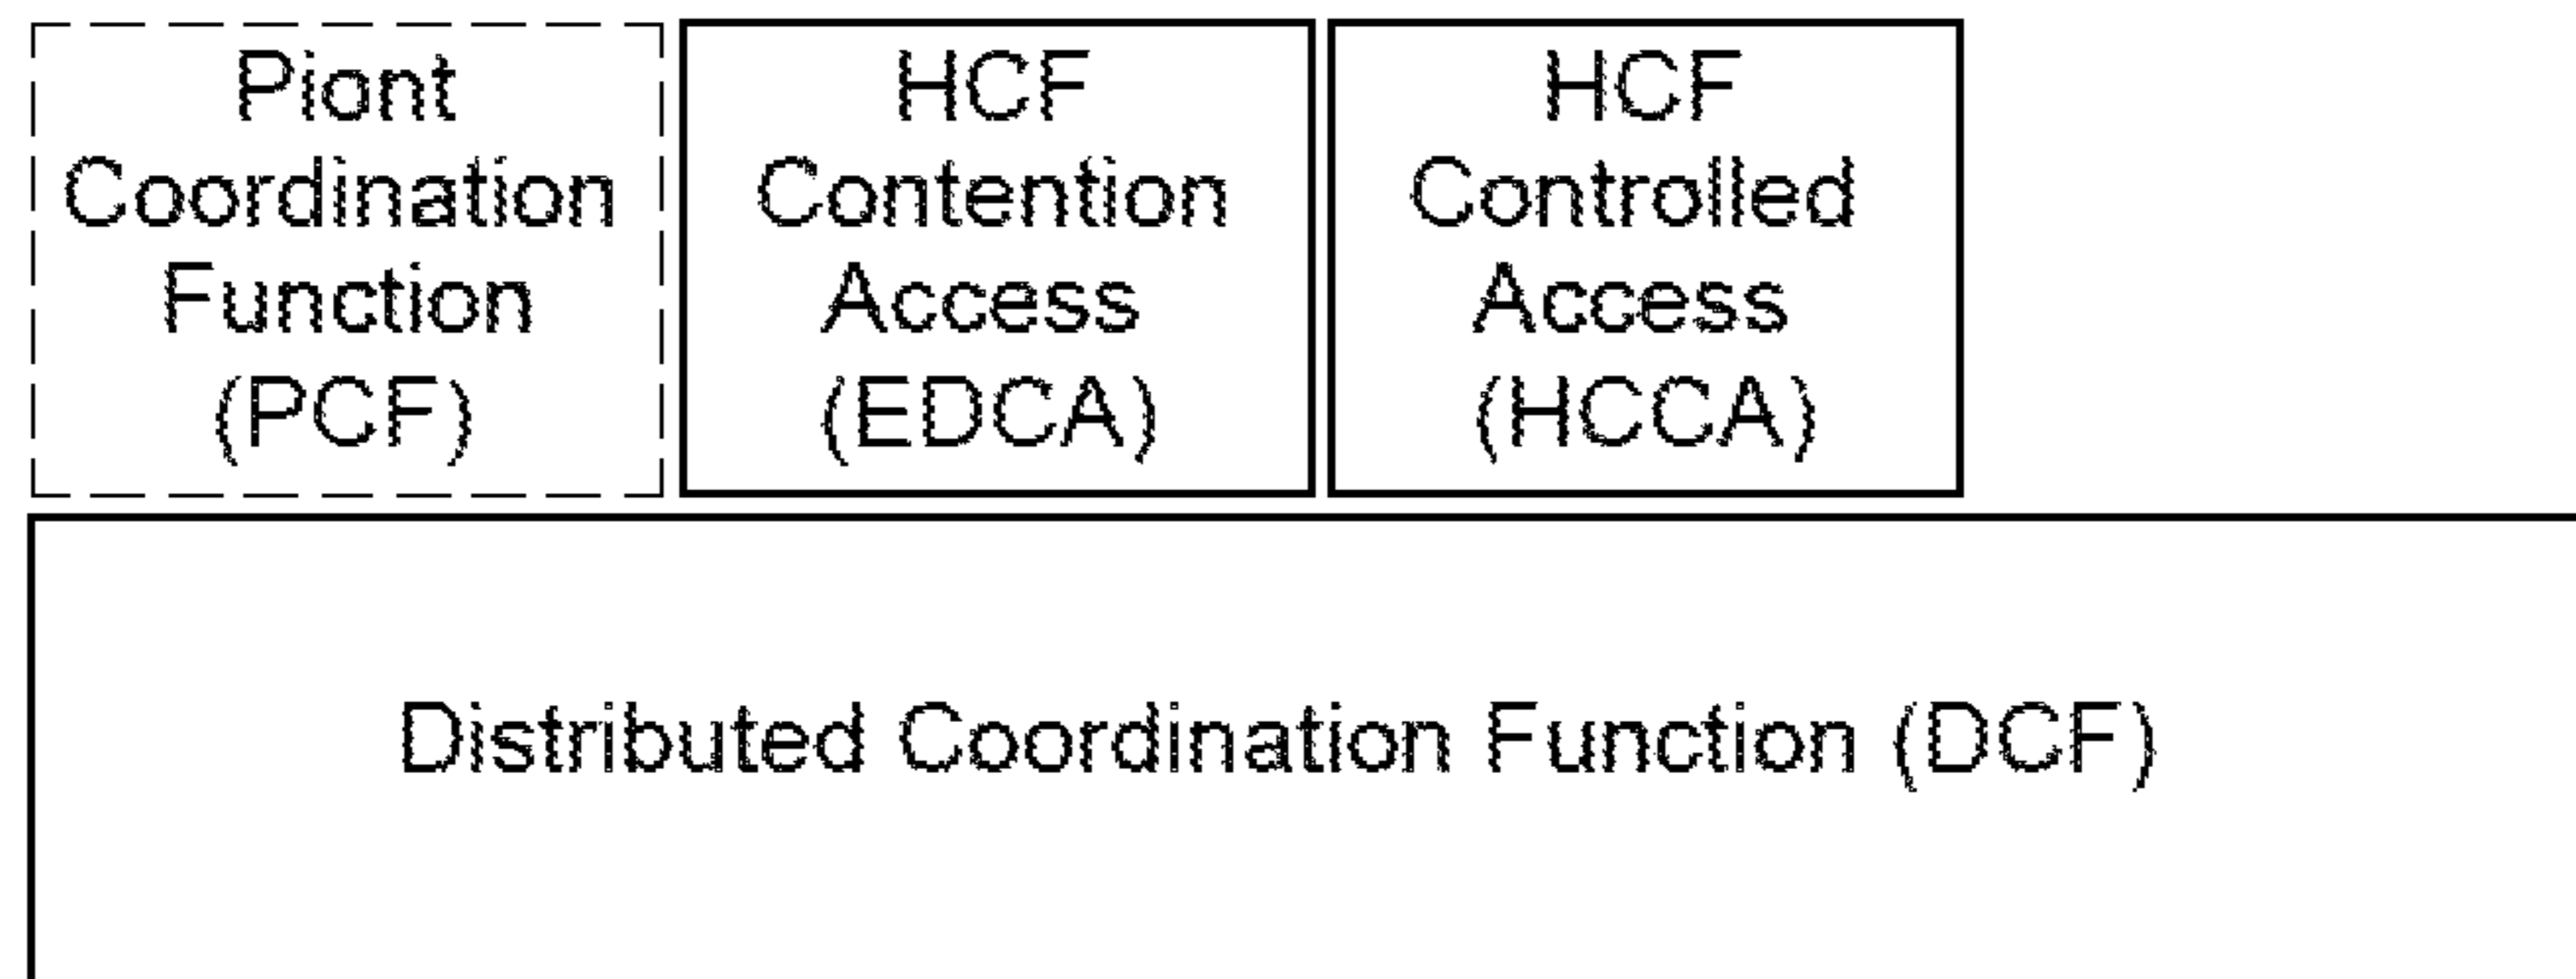 Piont
Coordination
Function
(PCF)
HCF
Contention
Access
(EDCA)
HCF
Controlled
Access
(HCCA)
Distributed Coordination Function (DCF)